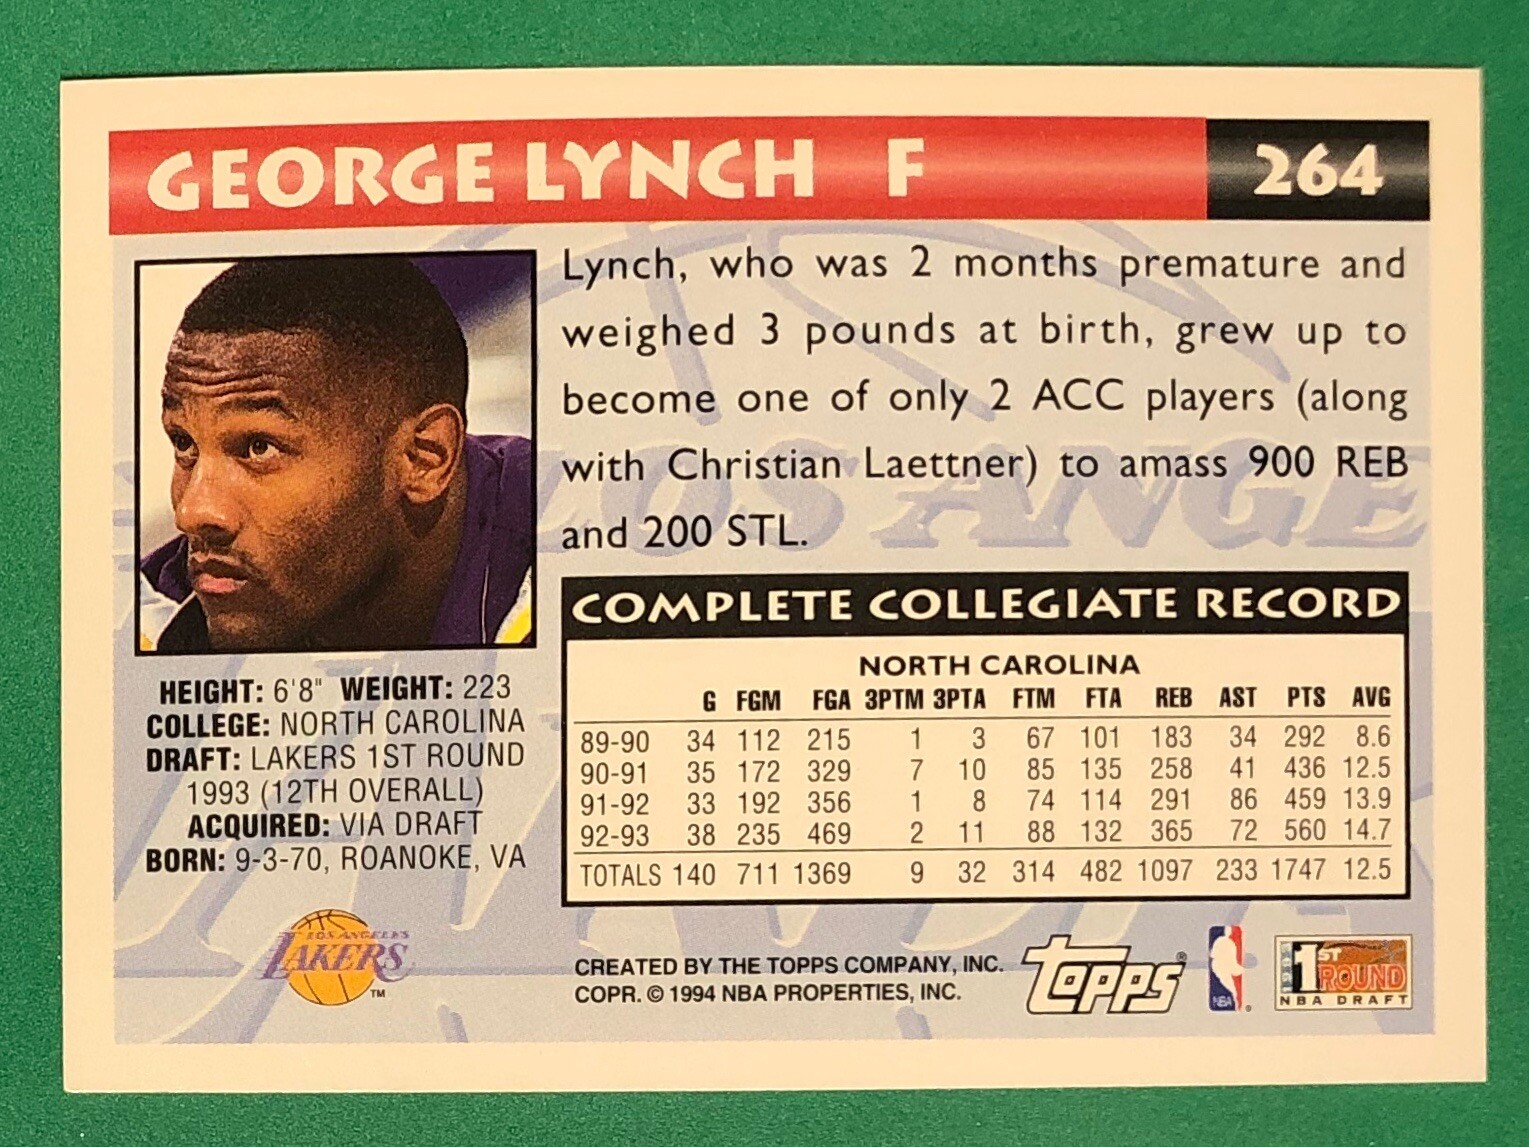 GEORGE LYNCH F 264
Lynch, who was 2 months premature and
weighed 3 pounds at birth, grew up to
become one of only 2 ACC players (along
with Christian Laettner) to amass 900 REB
and 200 STL.
HEIGHT: 6'8" WEIGHT: 223
COLLEGE: NORTH CAROLINA
DRAFT: LAKERS 1ST ROUND
1993 (12TH OVERALL)
ACQUIRED: VIA DRAFT
BORN: 9-3-70, ROANOKE, VA
COMPLETE COLLEGIATE RECORD
NORTH CAROLINA
G FGM FGA 3PTM 3PTA FTM FTA REB AST PTS AVG
89-90 34 112 215 1 3 67 101 183 34 292 8.6
90-91 35 172 329 7 10 85 135 258 41 436 12.5
91-92 33 192 356 1 8 74 114 291 86 459 13.9
92-93 38 235 469 2 11 88 132 365 72 560 14.7
TOTALS 140 711 1369 9 32 314 482 1097 233 1747 12.5
LOS ANGELES
LAKERS
TM
CREATED BY THE TOPPS COMPANY, INC.
COPR. © 1994 NBA PROPERTIES, INC.
TOPPS ®
NBA ®
1ST
ROUND
NBA DRAFT
LOS ANGE